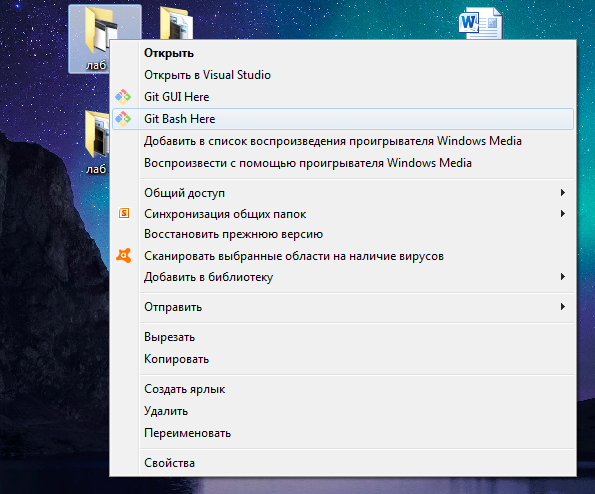 лаб
Открыть
Открыть в Visual Studio
Git GUI Here
Git Bash Here
лаб
Добавить в список воспроизведения проигрывателя Windows Media
Воспроизвести с помощью проигрывателя Windows Media
Общий доступ
Синхронизация общих папок
Восстановить прежнюю версию
Сканировать выбранные области на наличие вирусов
Добавить в библиотеку
Отправить
Вырезать
Копировать
Создать ярлык
Удалить
Переименовать
Свойства